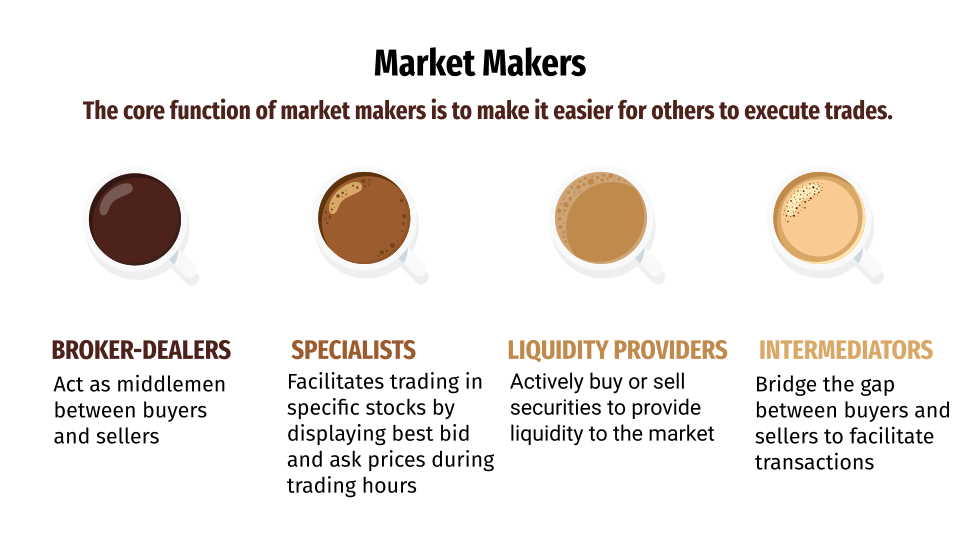 Market Makers
The core function of market makers is to make it easier for others to execute trades.
BROKER-DEALERS
Act as middlemen
between buyers
and sellers
SPECIALISTS
Facilitates trading in
specific stocks by
displaying best bid
and ask prices during
trading hours
LIQUIDITY PROVIDERS
Actively buy or sell
securities to provide
liquidity to the market
INTERMEDIATORS
Bridge the gap
between buyers and
sellers to facilitate
transactions